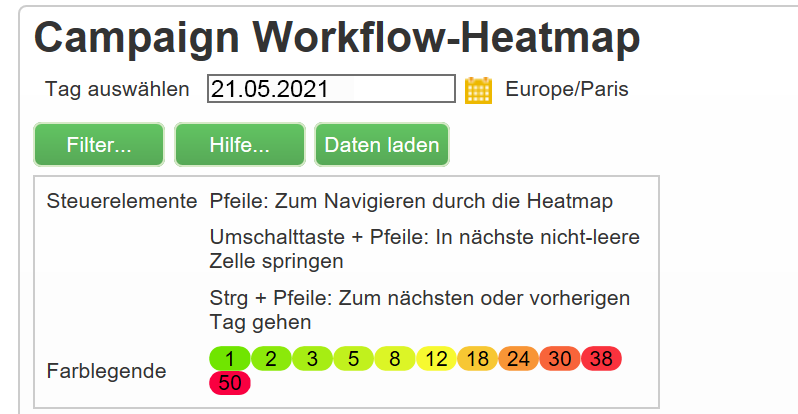 Campaign Workflow-Heatmap
Tag auswählen 21.05.2021 Europe/Paris
Filter... Hilfe... Daten laden
Steuerelemente Pfeile: Zum Navigieren durch die Heatmap
Umschalttaste + Pfeile: In nächste nicht-leere
Zelle springen
Strg + Pfeile: Zum nächsten oder vorherigen
Tag gehen
Farblegende 1 2 3 5 8 12 18 24 30 38
50